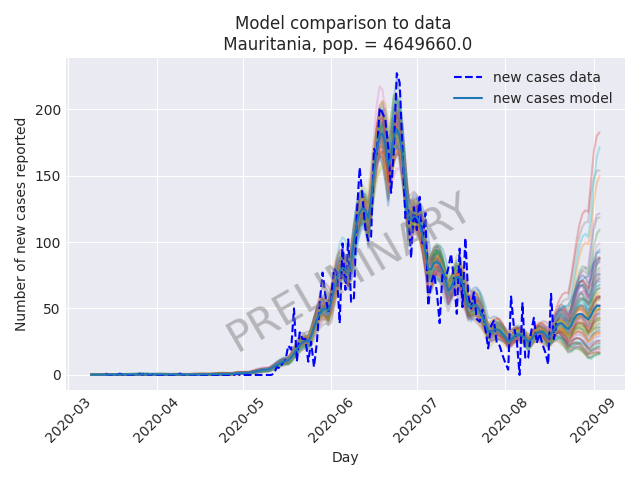 Model comparison to data
Mauritania, pop. = 4649660.0
new cases data
new cases model
Number of new cases reported
200
150
100
50
0
PRELIMINARY
2020-03
2020-04
2020-05
2020-06
2020-07
2020-08
2020-09
Day